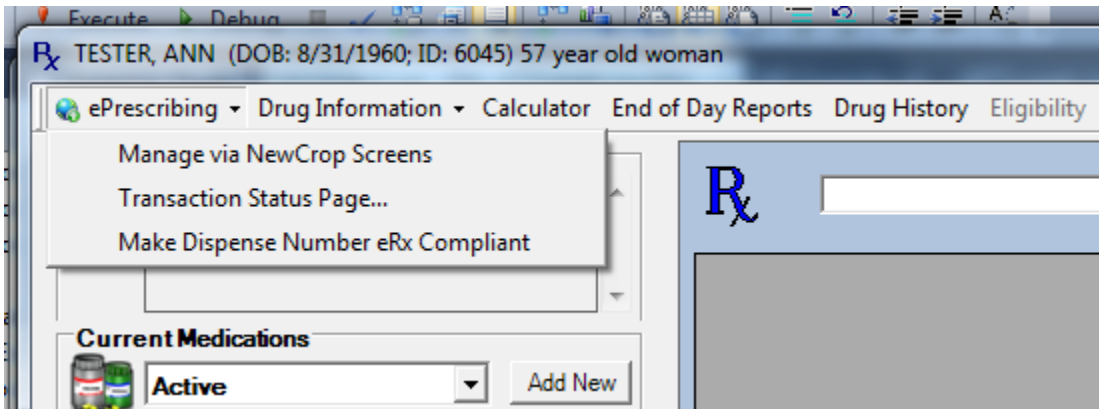 Execute Debug
Rx TESTER, ANN (DOB: 8/31/1960; ID: 6045) 57 year old woman
ePrescribing Drug Information Calculator End of Day Reports Drug History Eligibility
Manage via NewCrop Screens
Transaction Status Page...
Make Dispense Number eRx Compliant
Rx
Current Medications
Active Add New